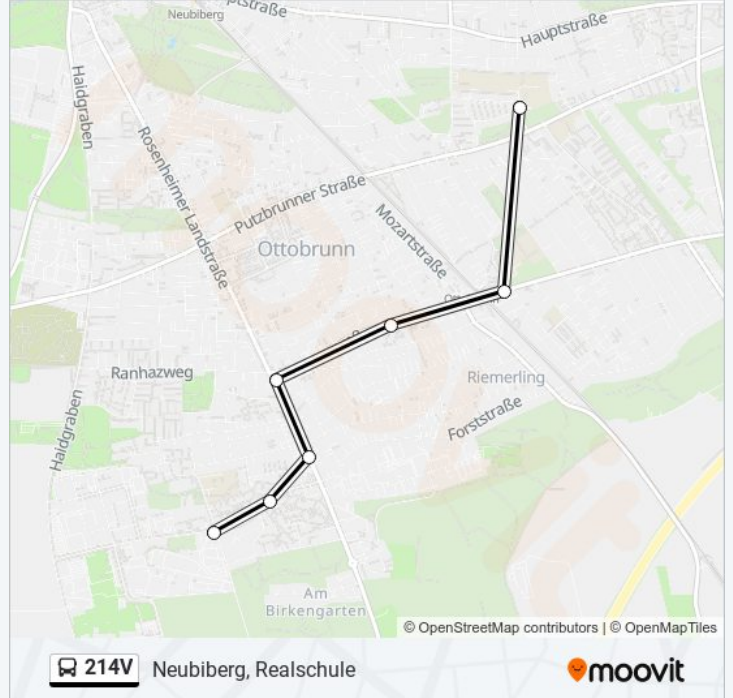 ptstraße
Neubiberg
Hauptstraße
Haidgraben
Rosenheimer Landstraße
Putzbrunner Straße
Mozartstraße
Ottobrunn
Ranhazweg
Riemerling
Forststraße
Haidgraben
Am
Birkengarten
© OpenStreetMap contributors | © OpenMapTiles
214V Neubiberg, Realschule
moovit